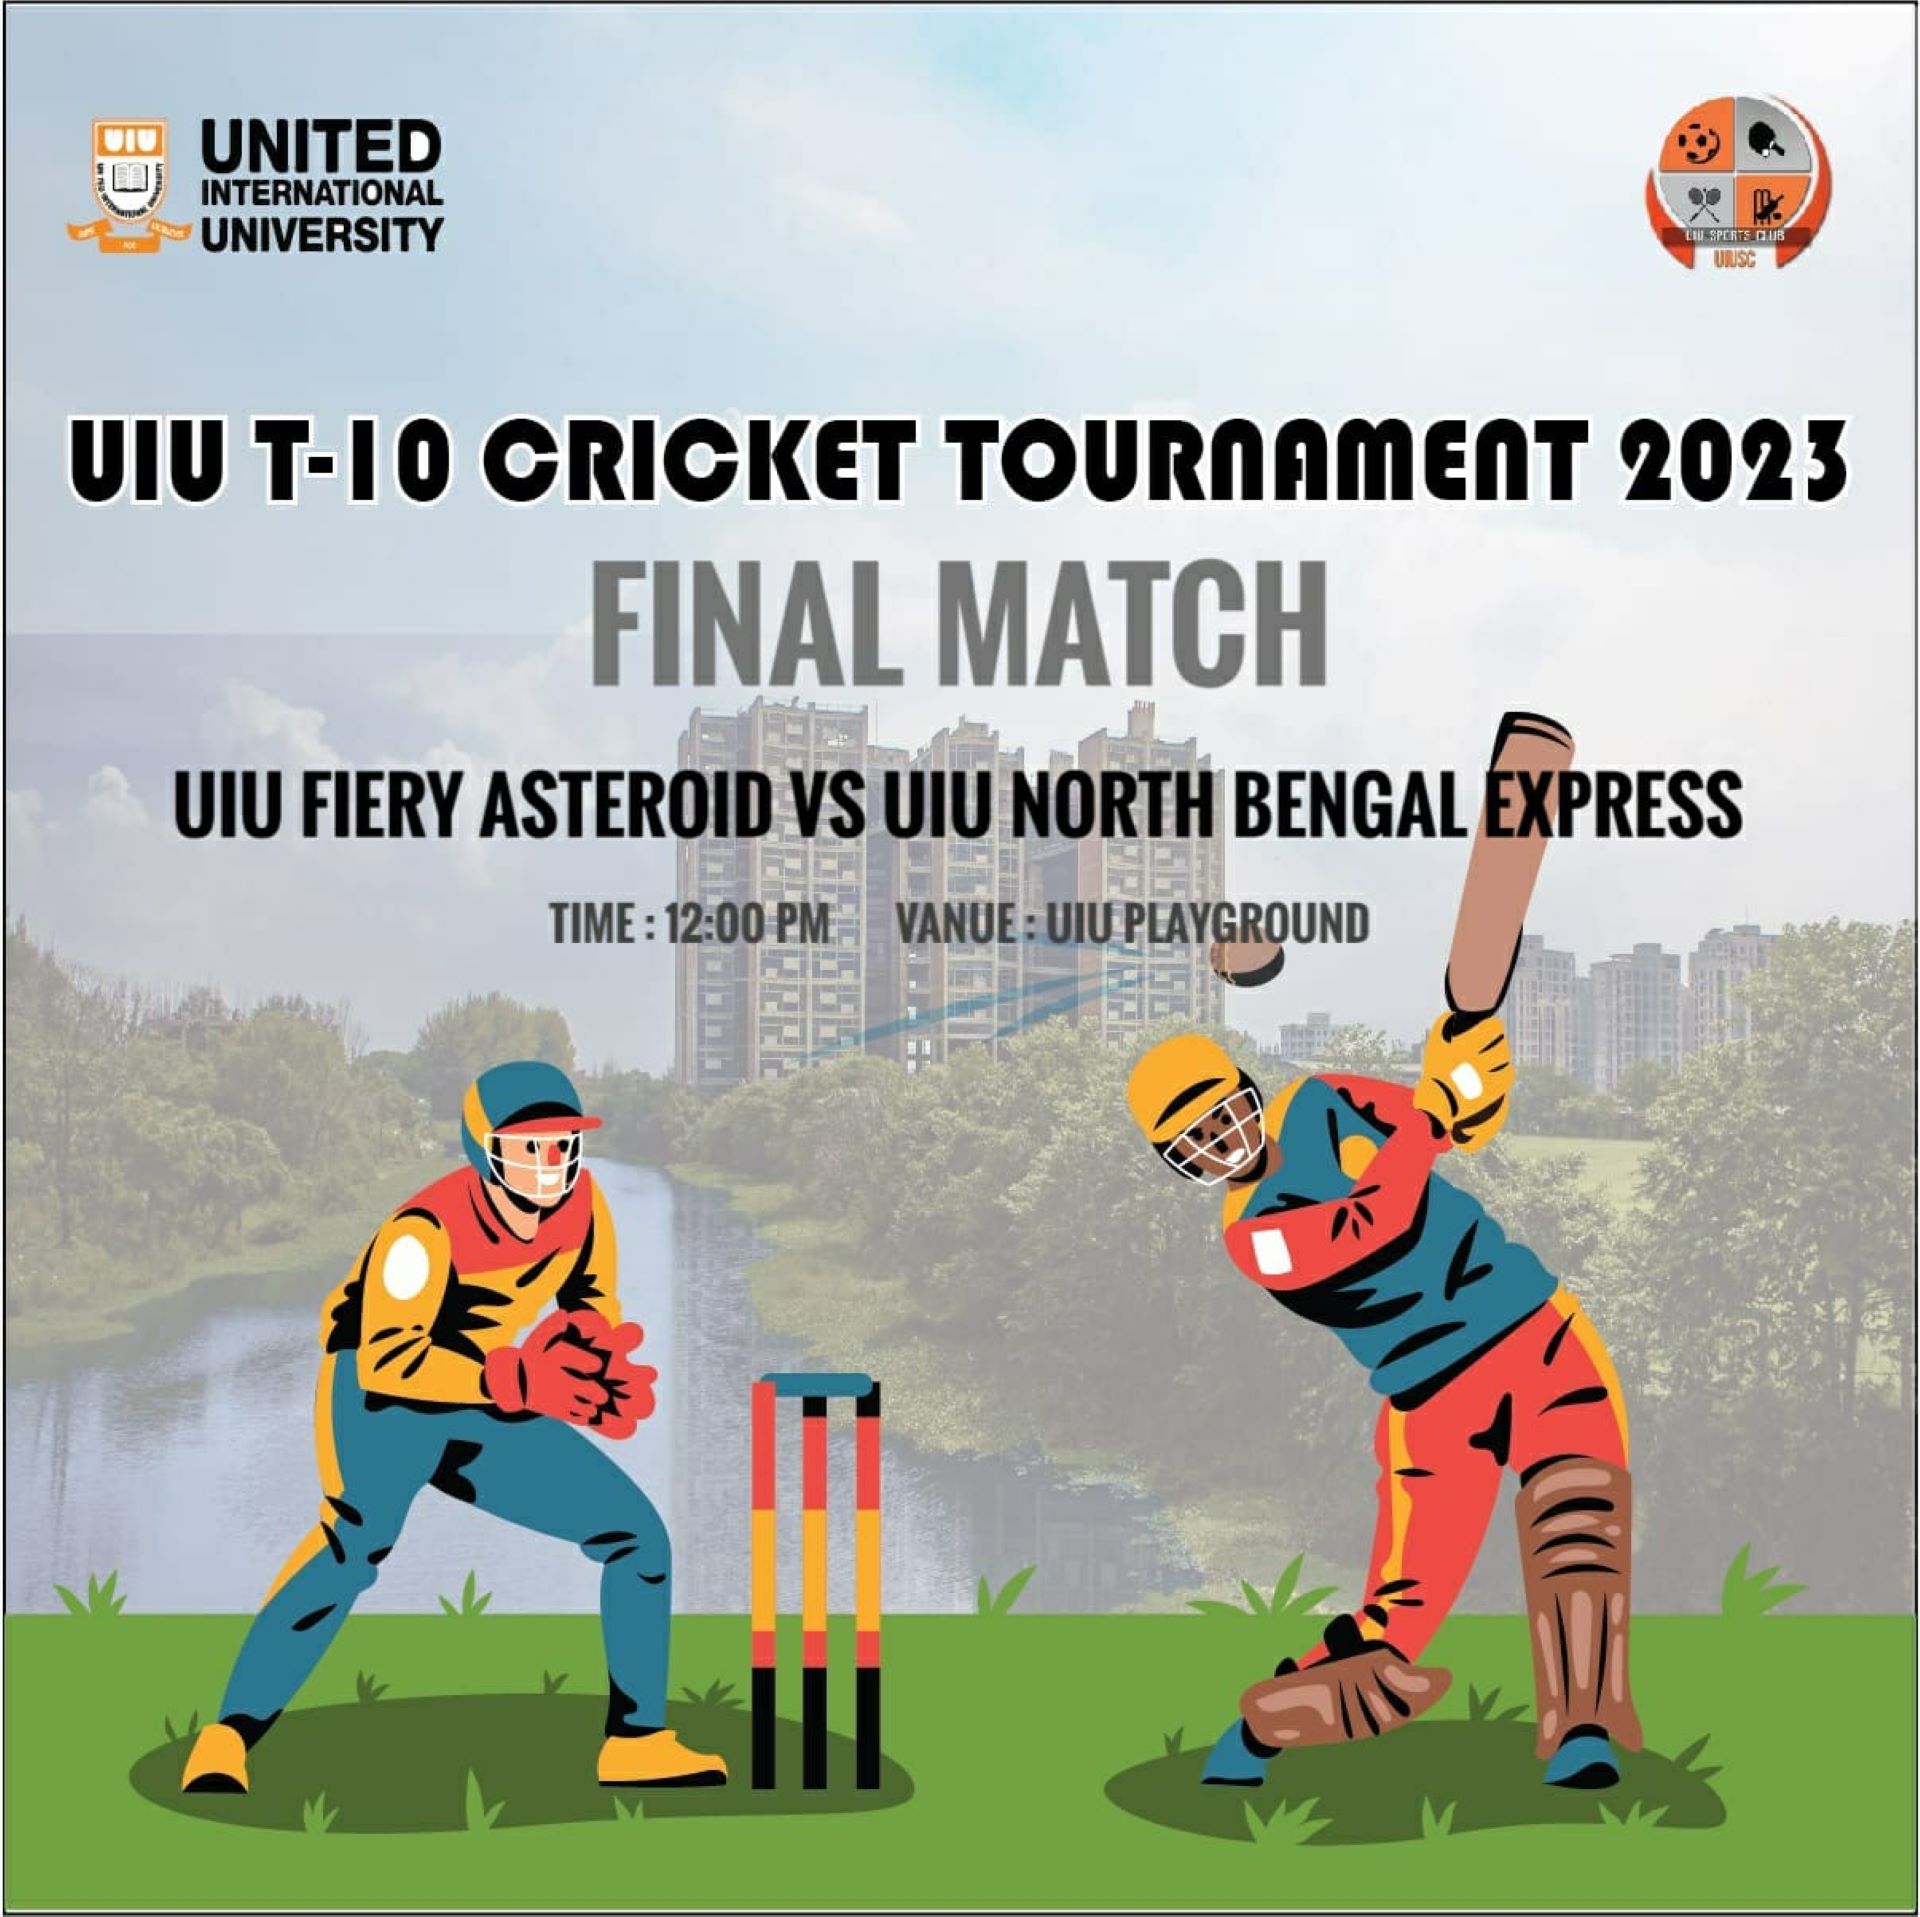 UIU
UNITED
INTERNATIONAL
UNIVERSITY
UIU SPORTS CLUB
UIUSC
UIU T-10 CRICKET TOURNAMENT 2023
FINAL MATCH
UIU FIERY ASTEROID VS UIU NORTH BENGAL EXPRESS
TIME : 12:00 PM VANUE : UIU PLAYGROUND